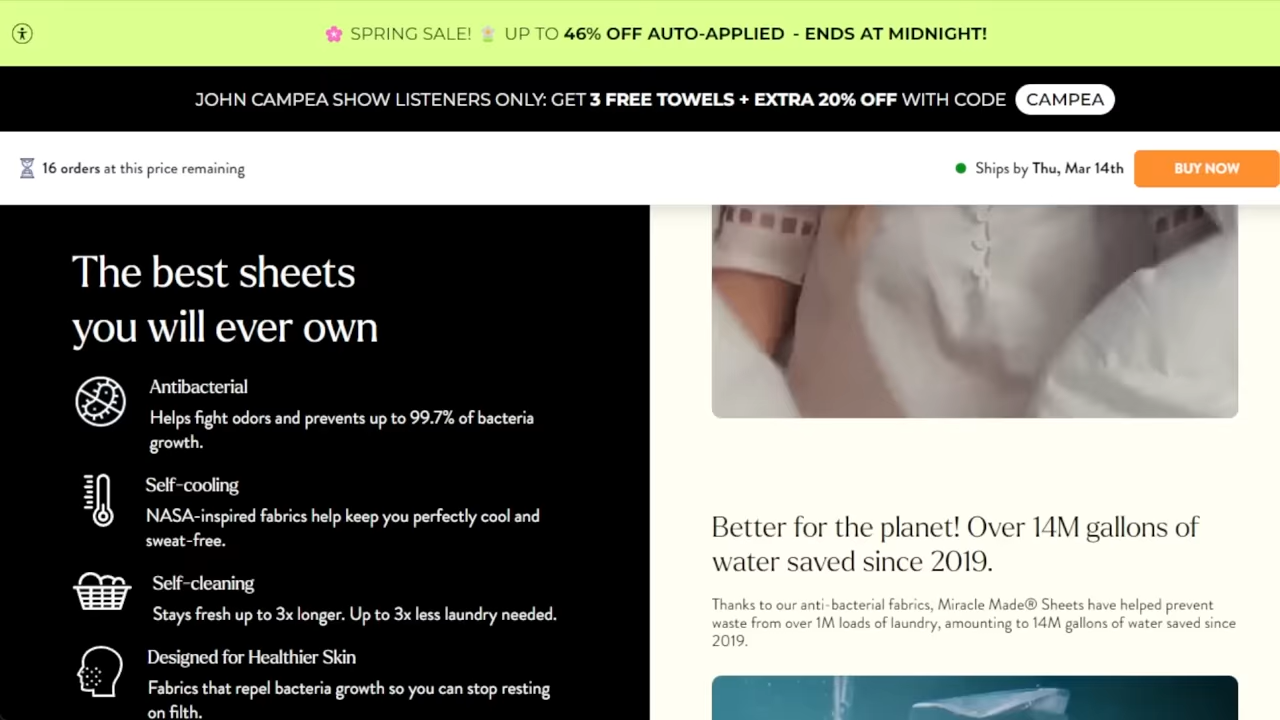 🌸 SPRING SALE! 🌷 UP TO 46% OFF AUTO-APPLIED - ENDS AT MIDNIGHT!
JOHN CAMPEA SHOW LISTENERS ONLY: GET 3 FREE TOWELS + EXTRA 20% OFF WITH CODE CAMPEA
16 orders at this price remaining
Ships by Thu, Mar 14th
BUY NOW
The best sheets
you will ever own
Antibacterial
Helps fight odors and prevents up to 99.7% of bacteria
growth.
Self-cooling
NASA-inspired fabrics help keep you perfectly cool and
sweat-free.
Self-cleaning
Stays fresh up to 3x longer. Up to 3x less laundry needed.
Designed for Healthier Skin
Fabrics that repel bacteria growth so you can stop resting
on filth.
Better for the planet! Over 14M gallons of
water saved since 2019.
Thanks to our anti-bacterial fabrics, Miracle Made® Sheets have helped prevent
waste from over 1M loads of laundry, amounting to 14M gallons of water saved since
2019.